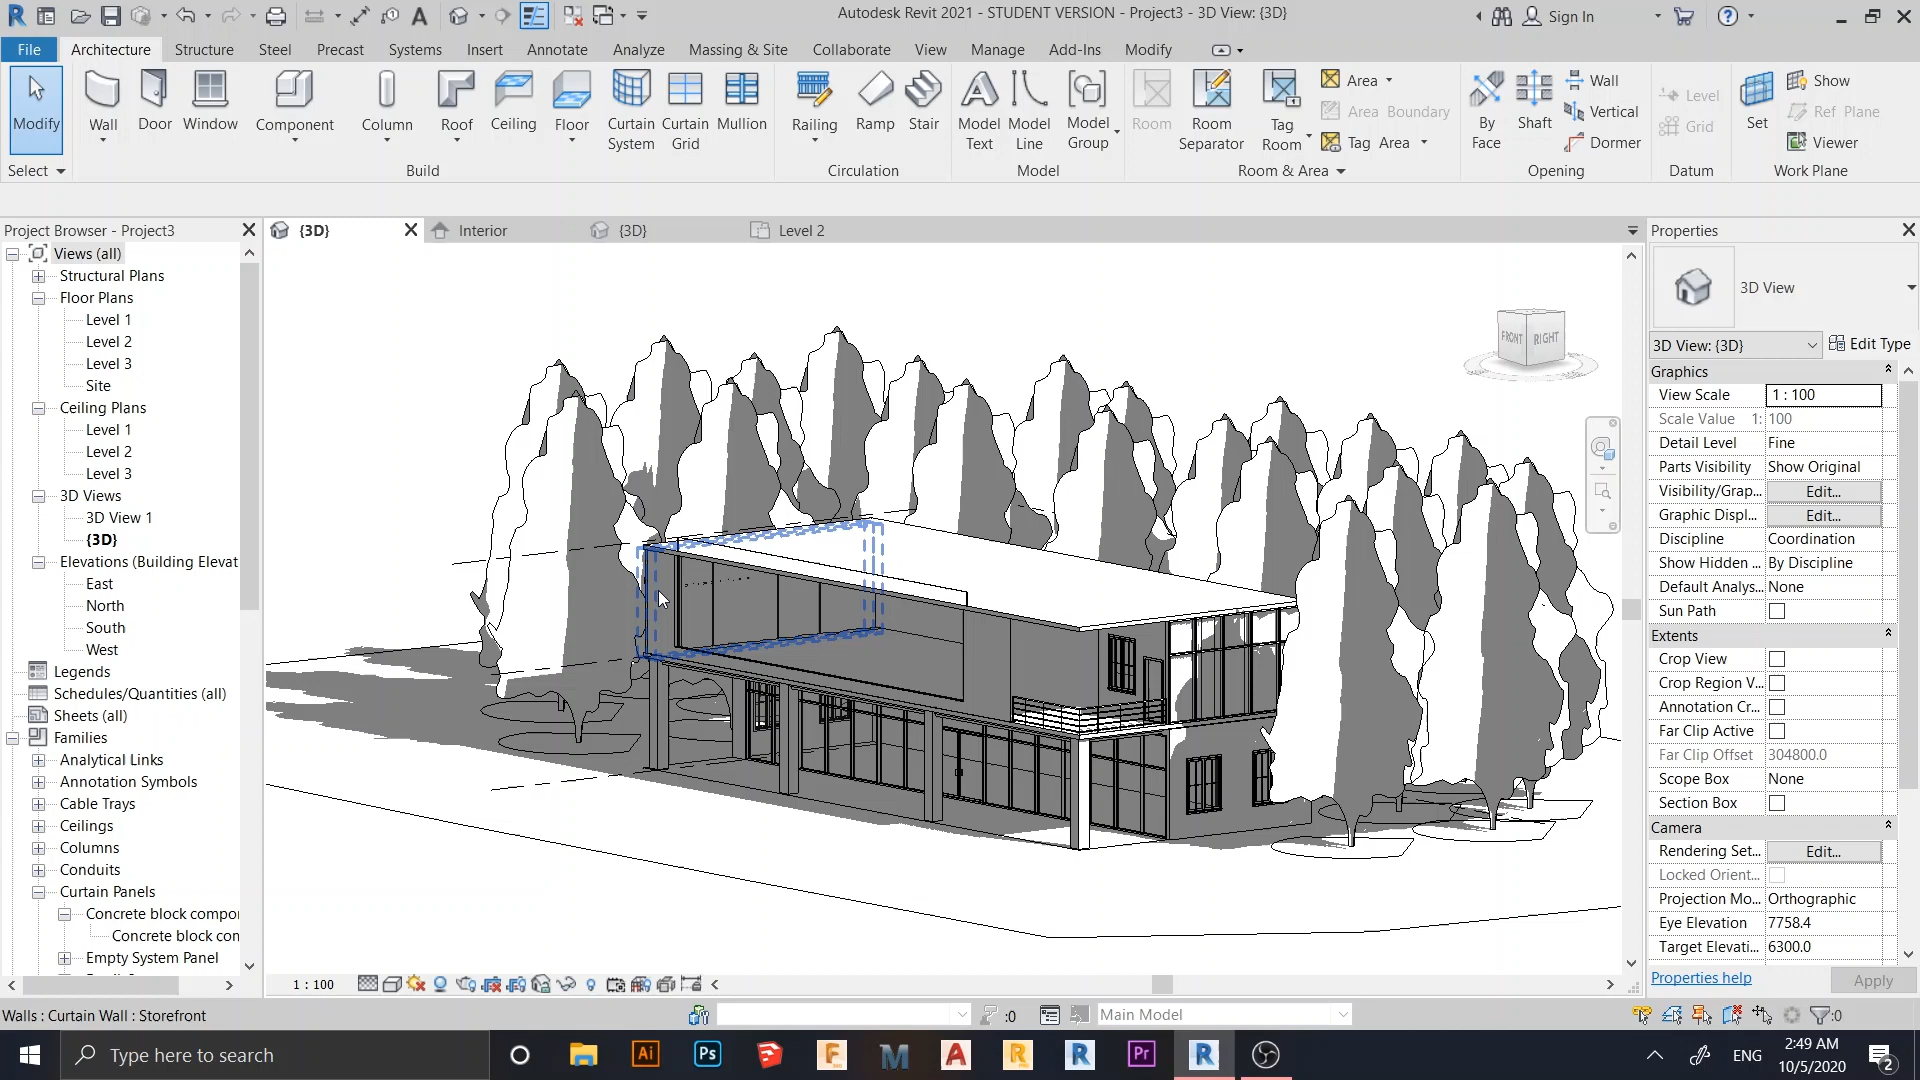 Autodesk Revit 2021 - STUDENT VERSION - Project3 - 3D View: {3D}
Sign In
File
Architecture
Structure
Steel
Precast
Systems
Insert
Annotate
Analyze
Massing & Site
Collaborate
View
Manage
Add-Ins
Modify
Modify
Wall
Door
Window
Component
Column
Roof
Ceiling
Floor
Curtain System
Curtain Grid
Mullion
Railing
Ramp
Stair
Model Text
Model Line
Model Group
Room
Room Separator
Tag Room
Area
Area Boundary
Tag Area
By Face
Shaft
Wall
Vertical
Dormer
Level
Grid
Set
Show
Ref Plane
Viewer
Select
Build
Circulation
Model
Room & Area
Opening
Datum
Work Plane
Project Browser - Project3
{3D}
Interior
{3D}
Level 2
Properties
Views (all)
Structural Plans
Floor Plans
Level 1
Level 2
Level 3
Site
Ceiling Plans
Level 1
Level 2
Level 3
3D Views
3D View 1
{3D}
Elevations (Building Elevat
East
North
South
West
Legends
Schedules/Quantities (all)
Sheets (all)
Families
Analytical Links
Annotation Symbols
Cable Trays
Ceilings
Columns
Conduits
Curtain Panels
Concrete block compo
Concrete block con
Empty System Panel
FRONT
RIGHT
3D View
3D View: {3D}
Edit Type
Graphics
View Scale 1 : 100
Scale Value 1: 100
Detail Level Fine
Parts Visibility Show Original
Visibility/Grap... Edit...
Graphic Displ... Edit...
Discipline Coordination
Show Hidden ... By Discipline
Default Analys... None
Sun Path
Extents
Crop View
Crop Region V...
Annotation Cr...
Far Clip Active
Far Clip Offset 304800.0
Scope Box None
Section Box
Camera
Rendering Set... Edit...
Locked Orient...
Projection Mo... Orthographic
Eye Elevation 7758.4
Target Elevati... 6300.0
Properties help
Apply
1 : 100
Walls : Curtain Wall : Storefront
:0
Main Model
:0
Type here to search
Ai
Ps
F
M
A
R
R
Pr
R
ENG
2:49 AM
10/5/2020
2